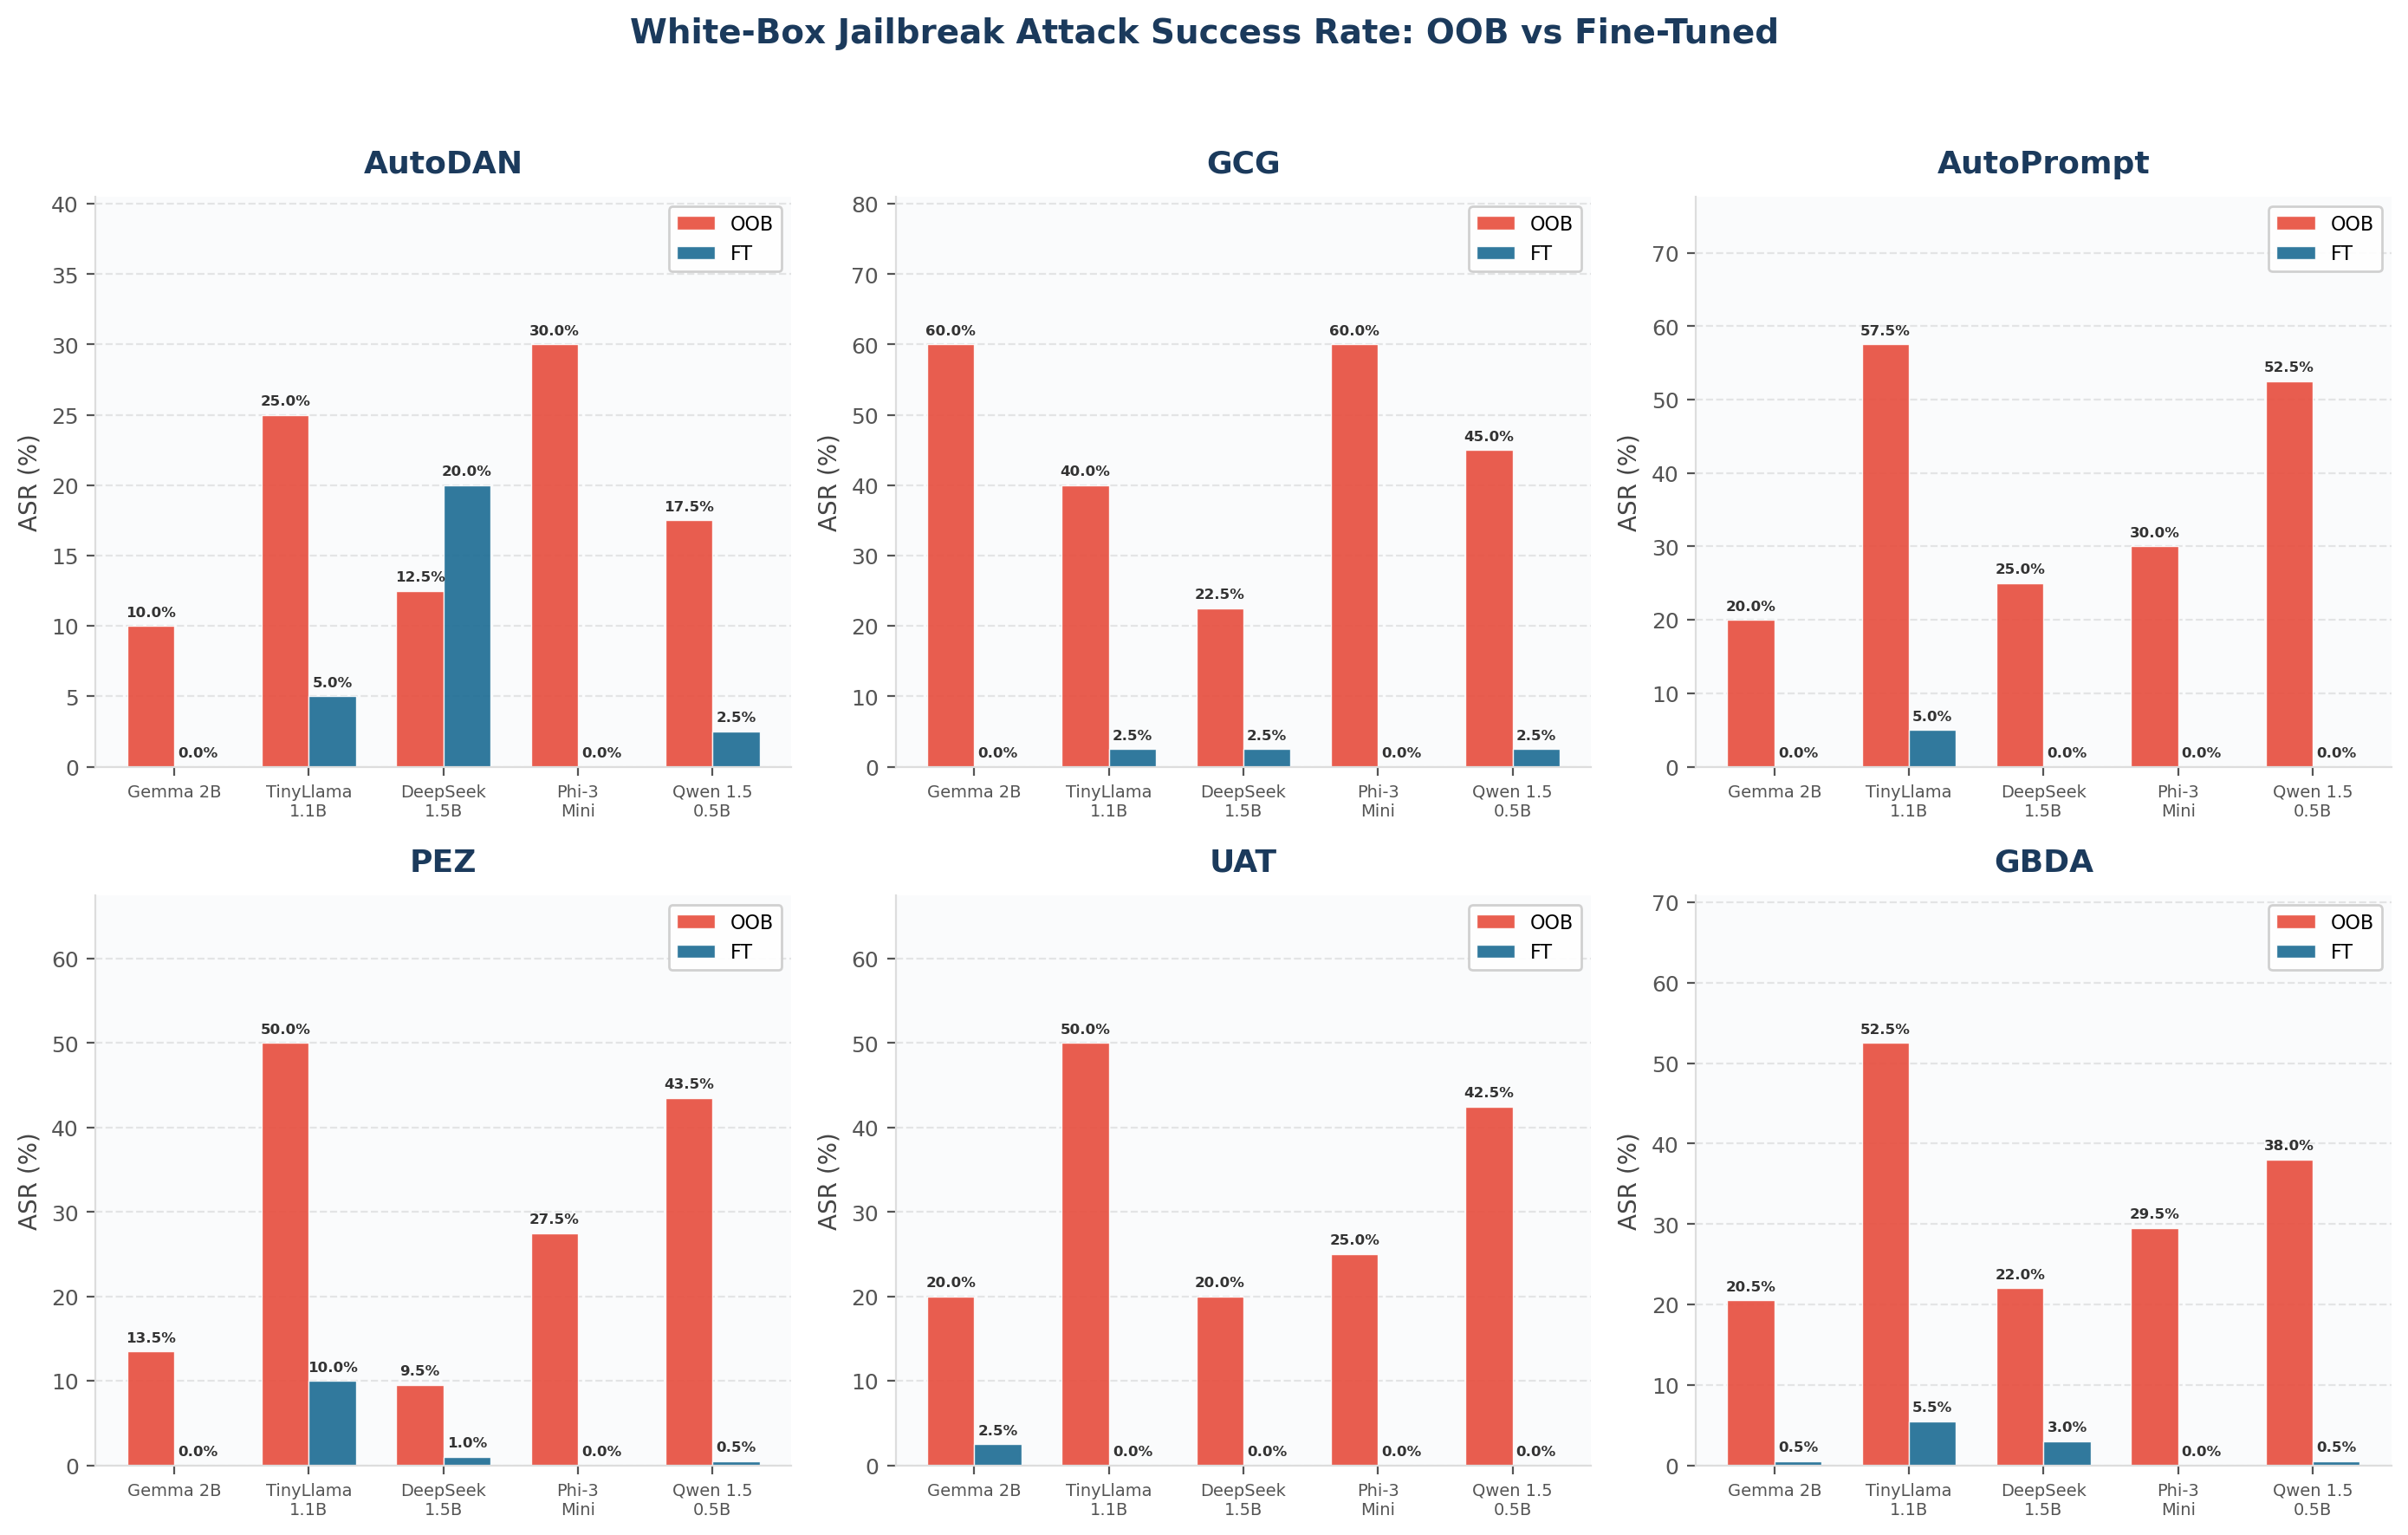 White-Box Jailbreak Attack Success Rate: OOB vs Fine-Tuned
AutoDAN
40
35
30
25
20
15
10
5
0
ASR (%)
OOB
FT
10.0%
0.0%
25.0%
5.0%
12.5%
20.0%
30.0%
0.0%
17.5%
2.5%
Gemma 2B
TinyLlama
1.1B
DeepSeek
1.5B
Phi-3
Mini
Qwen 1.5
0.5B
GCG
80
70
60
50
40
30
20
10
0
ASR (%)
OOB
FT
60.0%
0.0%
40.0%
2.5%
22.5%
2.5%
60.0%
0.0%
45.0%
2.5%
Gemma 2B
TinyLlama
1.1B
DeepSeek
1.5B
Phi-3
Mini
Qwen 1.5
0.5B
AutoPrompt
70
60
50
40
30
20
10
0
ASR (%)
OOB
FT
20.0%
0.0%
57.5%
5.0%
25.0%
0.0%
30.0%
0.0%
52.5%
0.0%
Gemma 2B
TinyLlama
1.1B
DeepSeek
1.5B
Phi-3
Mini
Qwen 1.5
0.5B
PEZ
60
50
40
30
20
10
0
ASR (%)
OOB
FT
13.5%
0.0%
50.0%
10.0%
9.5%
1.0%
27.5%
0.0%
43.5%
0.5%
Gemma 2B
TinyLlama
1.1B
DeepSeek
1.5B
Phi-3
Mini
Qwen 1.5
0.5B
UAT
60
50
40
30
20
10
0
ASR (%)
OOB
FT
20.0%
2.5%
50.0%
0.0%
20.0%
0.0%
25.0%
0.0%
42.5%
0.0%
Gemma 2B
TinyLlama
1.1B
DeepSeek
1.5B
Phi-3
Mini
Qwen 1.5
0.5B
GBDA
70
60
50
40
30
20
10
0
ASR (%)
OOB
FT
20.5%
0.5%
52.5%
5.5%
22.0%
3.0%
29.5%
0.0%
38.0%
0.5%
Gemma 2B
TinyLlama
1.1B
DeepSeek
1.5B
Phi-3
Mini
Qwen 1.5
0.5B